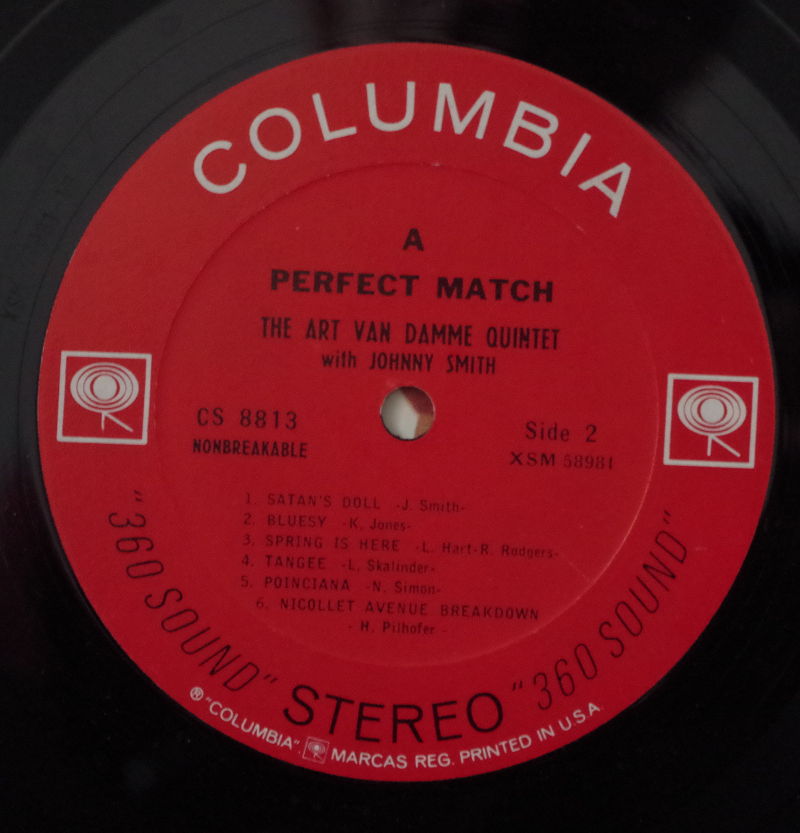 COLUMBIA
A
PERFECT MATCH
THE ART VAN DAMME QUINTET
with JOHNNY SMITH
CS 8813
NONBREAKABLE
Side 2
XSM 58981
1. SATAN'S DOLL -J. Smith-
2. BLUESY -K. Jones-
3. SPRING IS HERE -L. Hart-R. Rodgers-
4. TANGEE -L. Skalinder-
5. POINCIANA -N. Simon-
6. NICOLLET AVENUE BREAKDOWN
- H. Pilhofer -
"360 SOUND" STEREO "360 SOUND"
® "COLUMBIA", MARCAS REG. PRINTED IN U.S.A.